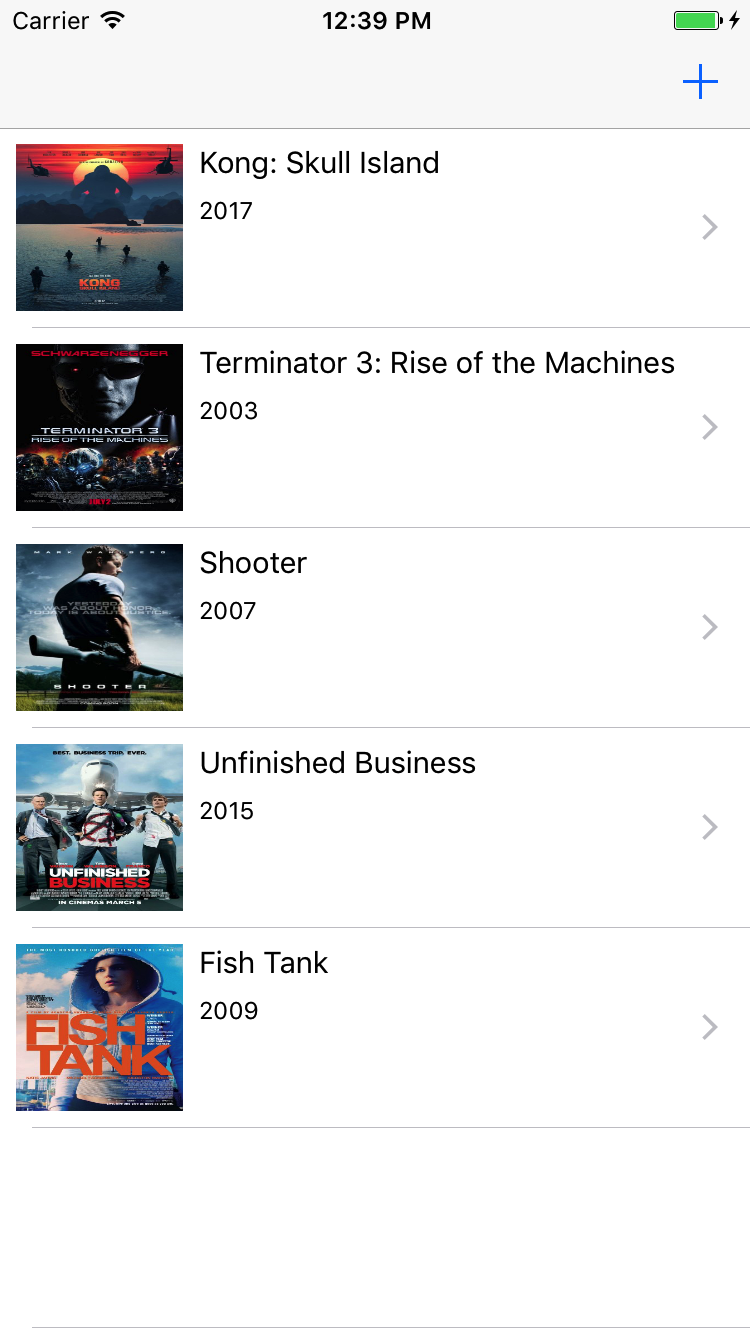 Carrier
12:39 PM
Kong: Skull Island
2017
KONG
SKULL ISLAND
Terminator 3: Rise of the Machines
2003
SCHWARZENEGGER
TERMINATOR 3
RISE OF THE MACHINES
Shooter
2007
MARK WAHLBERG
YESTERDAY
WAS ABOUT HONOR.
TODAY IS ABOUT JUSTICE.
SHOOTER
Unfinished Business
2015
BEST. BUSINESS TRIP. EVER.
UNFINISHED
BUSINESS
IN CINEMAS MARCH 5
Fish Tank
2009
FISH
TANK